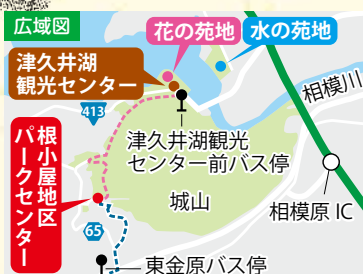 広域図
花の苑地
水の苑地
津久井湖
観光センター
413
相模川
津久井湖観光
センター前バス停
根小屋地区
パークセンター
城山
相模原 IC
65
東金原バス停